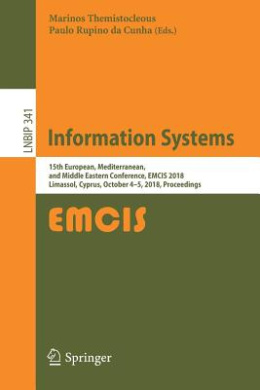 Marinos Themistocleous
Paulo Rupino da Cunha (Eds.)
LNBIP 341
Information Systems
15th European, Mediterranean,
and Middle Eastern Conference, EMCIS 2018
Limassol, Cyprus, October 4–5, 2018, Proceedings
EMCIS
Springer